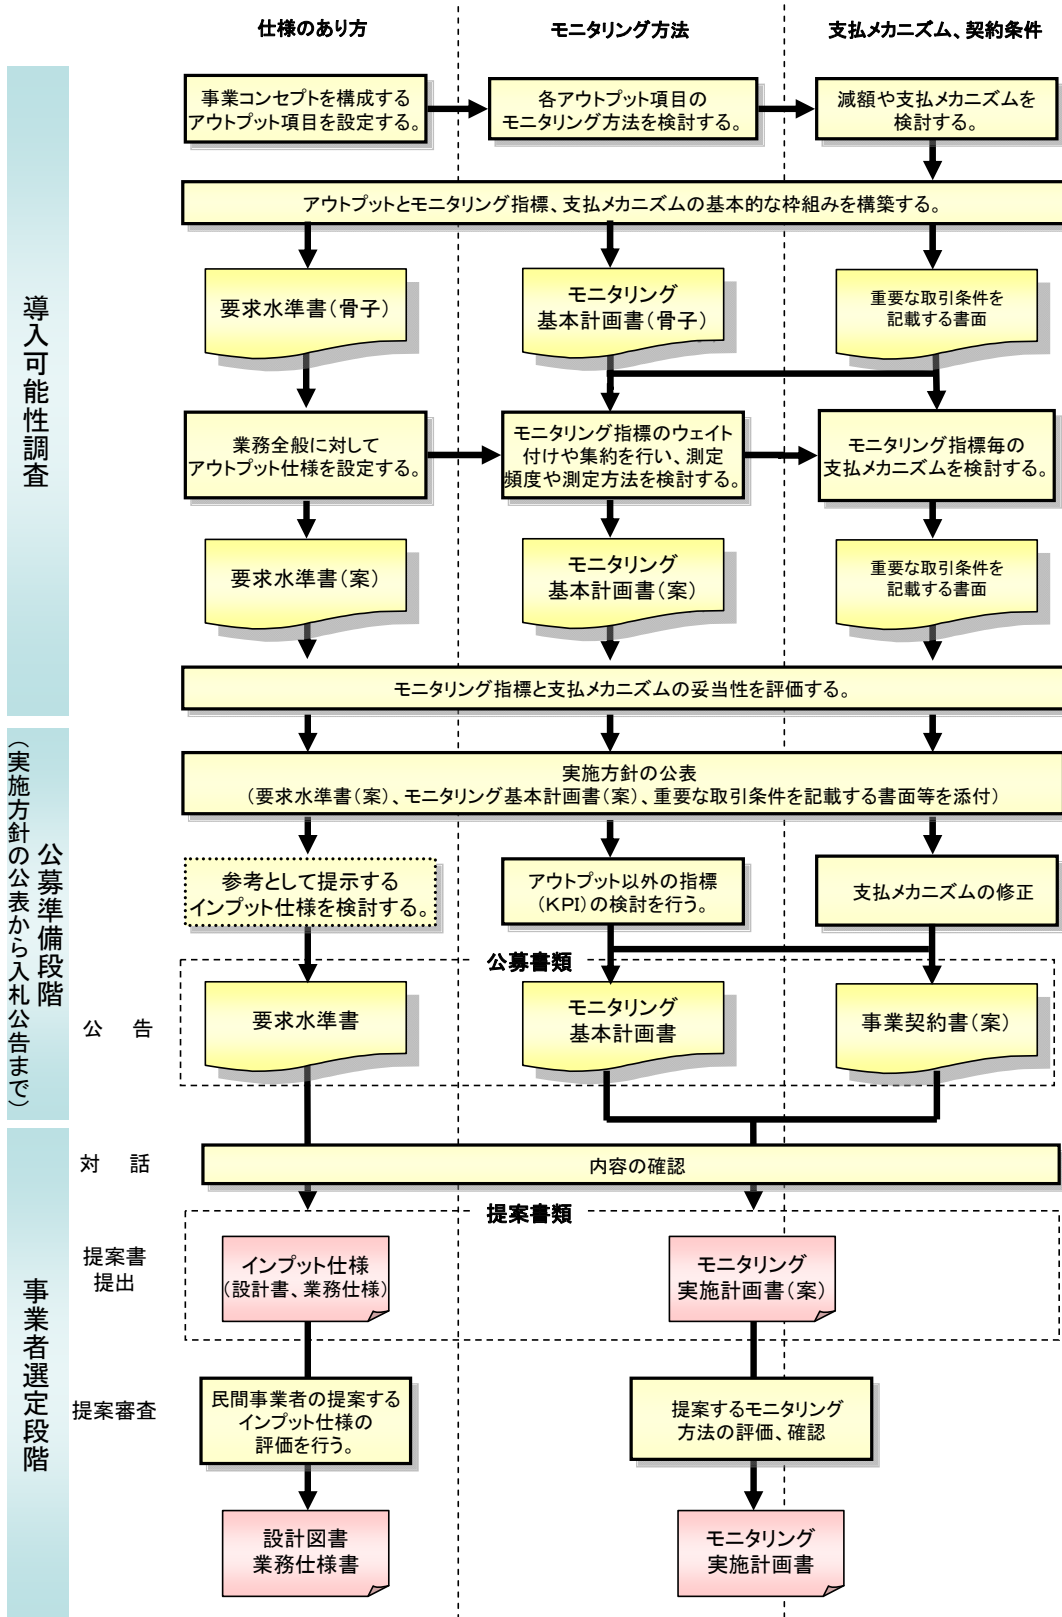 仕様のあり方
モニタリング方法
支払メカニズム、契約条件
導入可能性調査
事業コンセプトを構成する
アウトプット項目を設定する。
各アウトプット項目の
モニタリング方法を検討する。
減額や支払メカニズムを
検討する。
アウトプットとモニタリング指標、支払メカニズムの基本的な枠組みを構築する。
要求水準書(骨子)
モニタリング
基本計画書(骨子)
重要な取引条件を
記載する書面
業務全般に対して
アウトプット仕様を設定する。
モニタリング指標のウェイト
付けや集約を行い、測定
頻度や測定方法を検討する。
モニタリング指標毎の
支払メカニズムを検討する。
要求水準書(案)
モニタリング
基本計画書(案)
重要な取引条件を
記載する書面
モニタリング指標と支払メカニズムの妥当性を評価する。
公募準備段階
(実施方針の公表から入札公告まで)
実施方針の公表
(要求水準書(案)、モニタリング基本計画書(案)、重要な取引条件を記載する書面等を添付)
参考として提示する
インプット仕様を検討する。
アウトプット以外の指標
(KPI)の検討を行う。
支払メカニズムの修正
公募書類
公　告
要求水準書
モニタリング
基本計画書
事業契約書(案)
事業者選定段階
対　話
内容の確認
提案書類
提案書
提出
インプット仕様
(設計書、業務仕様)
モニタリング
実施計画書(案)
提案審査
民間事業者の提案する
インプット仕様の
評価を行う。
提案するモニタリング
方法の評価、確認
設計図書
業務仕様書
モニタリング
実施計画書